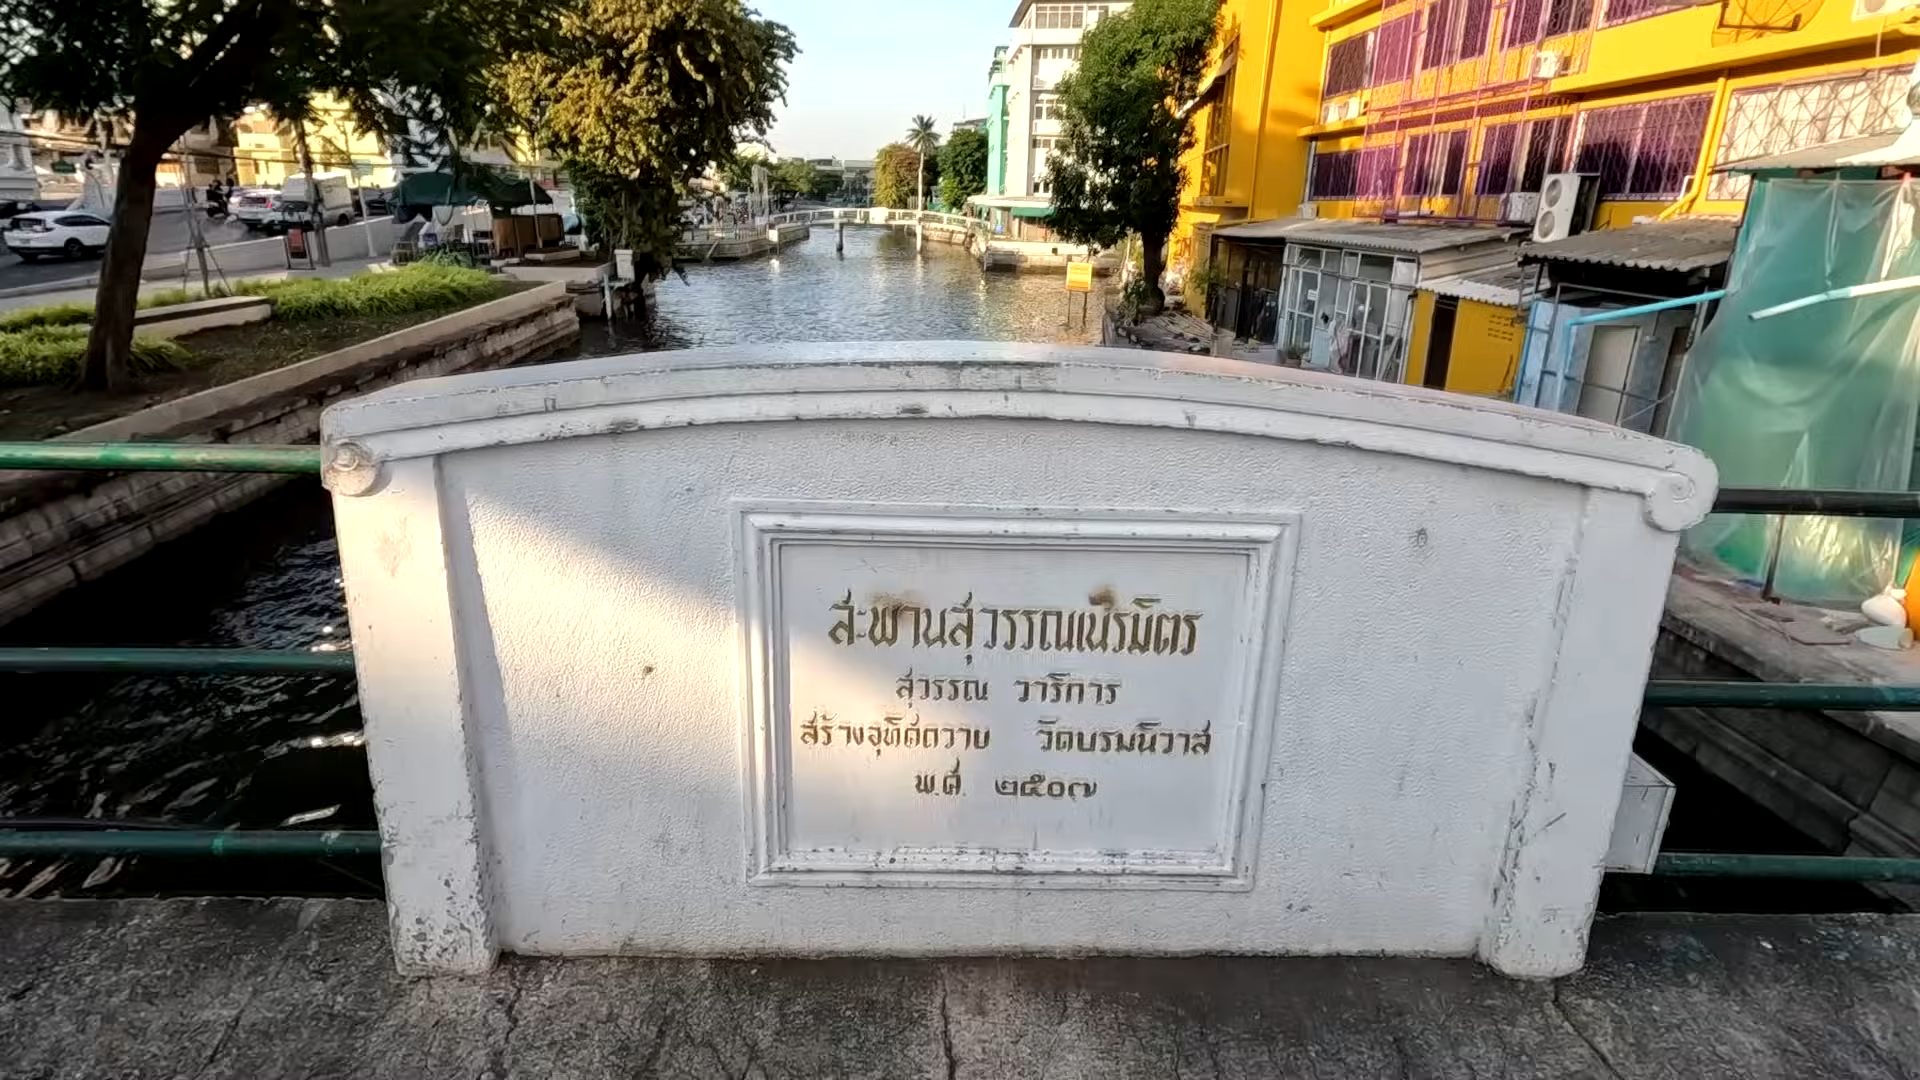 สะพานสุวรรณเนรมิตร
สุวรรณ วาริการ
สร้างอุทิศถวาย วัดบรมนิวาส
พ.ศ. ๒๕๐๗